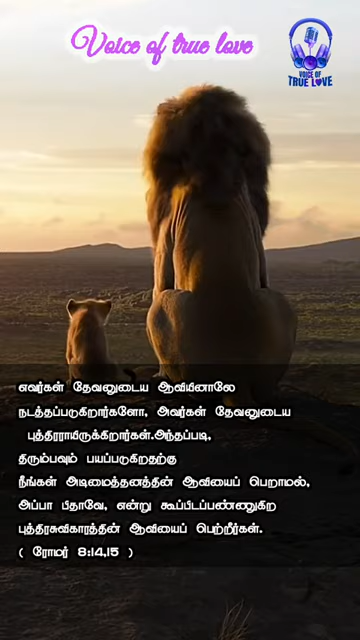 Voice of true love
VOICE OF
TRUE LOVE
எவர்கள் தேவனுடைய ஆவியினாலே
நடத்தப்படுகிறார்களோ, அவர்கள் தேவனுடைய
புத்திரராயிருக்கிறார்கள்.அந்தப்படி,
திரும்பவும் பயப்படுகிறதற்கு
நீங்கள் அடிமைத்தனத்தின் ஆவியைப் பெறாமல்,
அப்பா பிதாவே, என்று கூப்பிடப்பண்ணுகிற
புத்திரசுவிகாரத்தின் ஆவியைப் பெற்றீர்கள்.
( ரோமர் 8:14,15 )